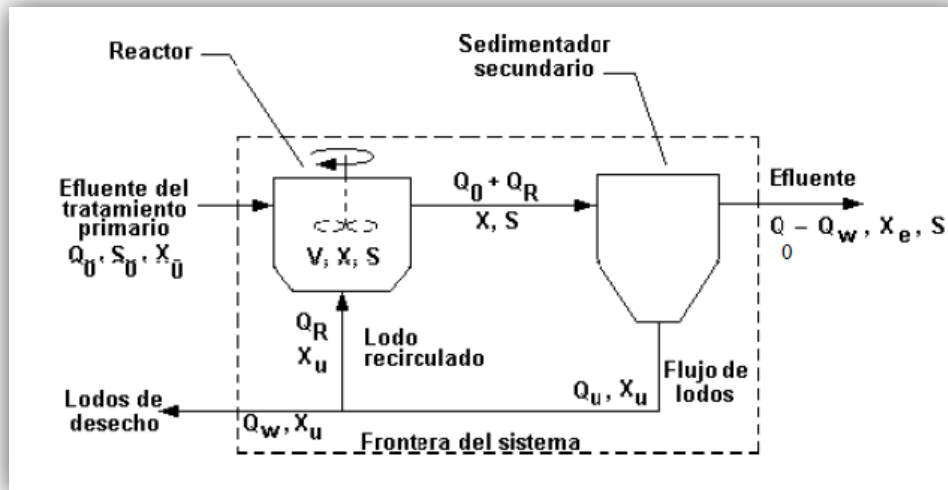 Reactor
Sedimentador
secundario
Efluente del
tratamiento
primario
Q0, S0, X0
Q0 + QR
X, S
V, X, S
Efluente
Q – Qw, Xe, S
0
QR
Xu
Lodo
recirculado
Qu, Xu
Flujo de
lodos
Lodos de
desecho
Qw, Xu
Frontera del sistema